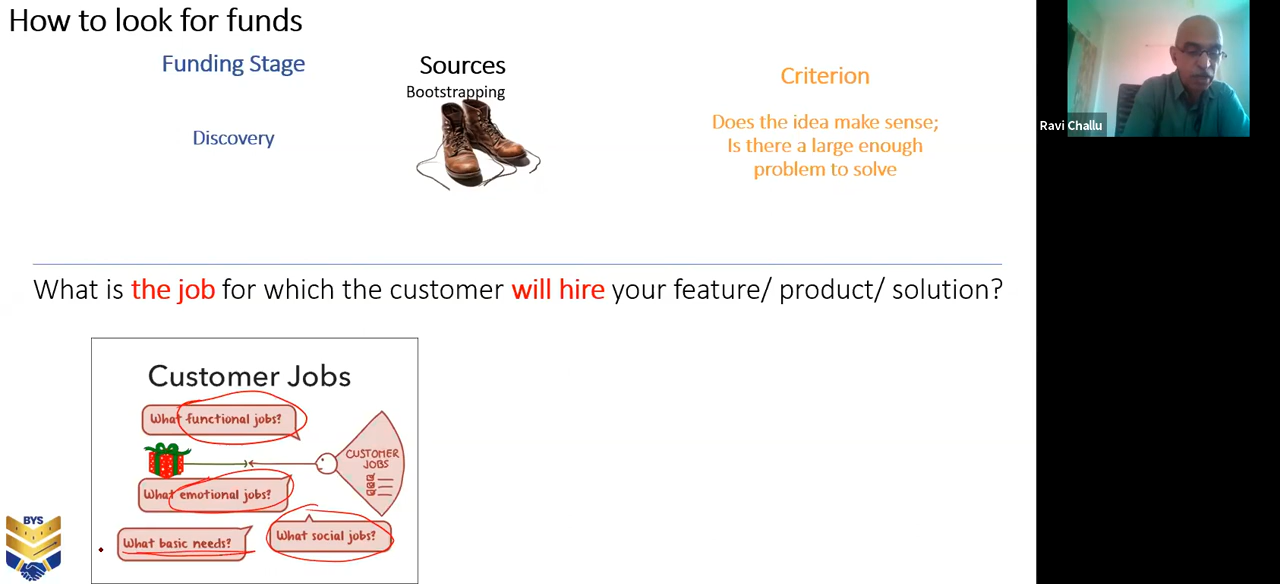 How to look for funds
Funding Stage
Sources
Criterion
Bootstrapping
Discovery
Does the idea make sense;
Is there a large enough
problem to solve
Ravi Challu
What is the job for which the customer will hire your feature/ product/ solution?
Customer Jobs
What functional jobs?
CUSTOMER
JOBS
What emotional jobs?
What social jobs?
What basic needs?
BYS